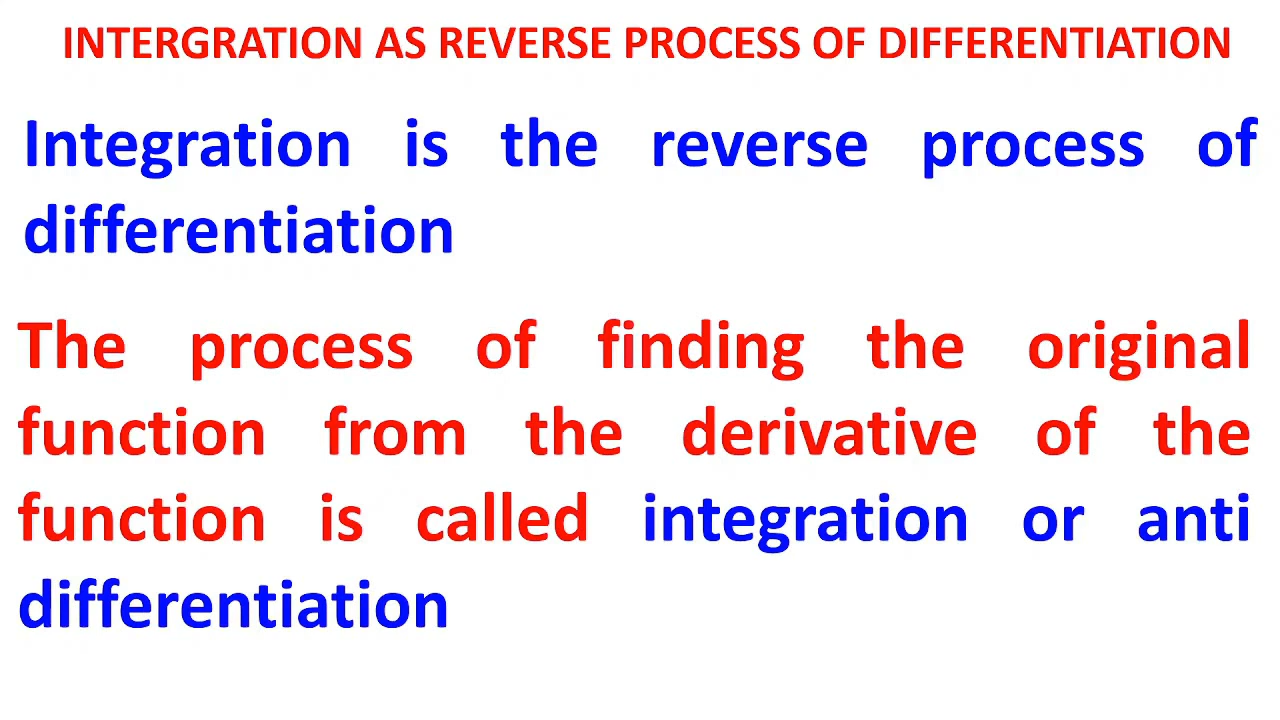 INTERGRATION AS REVERSE PROCESS OF DIFFERENTIATION
Integration is the reverse process of
differentiation
The process of finding the original
function from the derivative of the
function is called integration or anti
differentiation